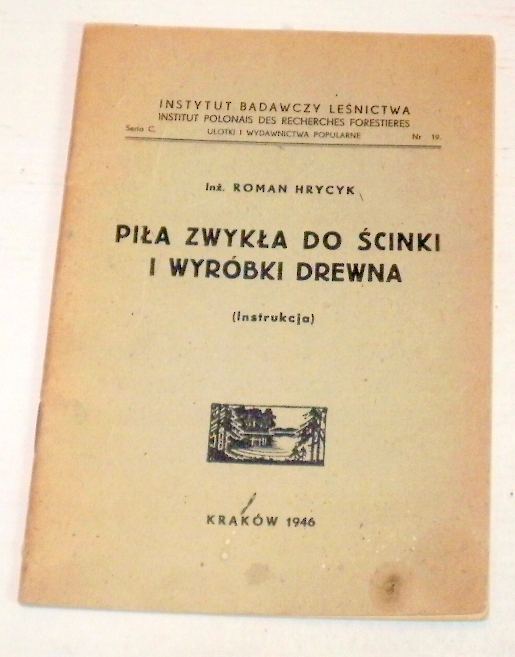 INSTYTUT BADAWCZY LEŚNICTWA
INSTITUT POLONAIS DES RECHERCHES FORESTIERES
Seria C. ULOTKI I WYDAWNICTWA POPULARNE Nr 19.
Inż. ROMAN HRYCYK
PIŁA ZWYKŁA DO ŚCINKI
I WYRÓBKI DREWNA
(Instrukcja)
KRAKÓW 1946